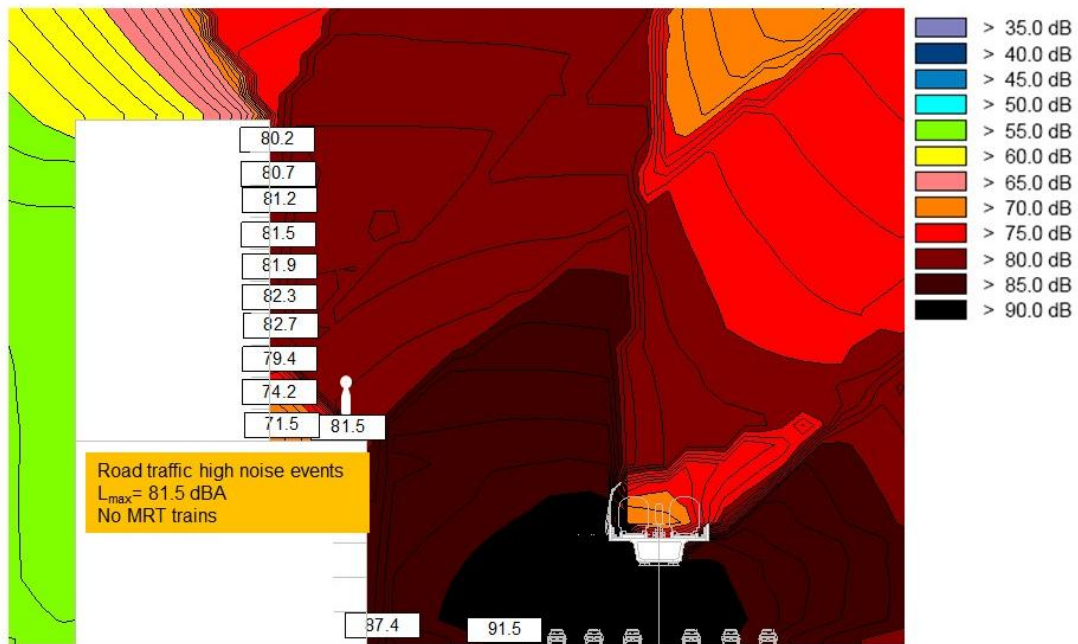 > 35.0 dB
> 40.0 dB
> 45.0 dB
> 50.0 dB
> 55.0 dB
> 60.0 dB
> 65.0 dB
> 70.0 dB
> 75.0 dB
> 80.0 dB
> 85.0 dB
> 90.0 dB
80.2
80.7
81.2
81.5
81.9
82.3
82.7
79.4
74.2
71.5 81.5
Road traffic high noise events
Lmax= 81.5 dBA
No MRT trains
87.4 91.5